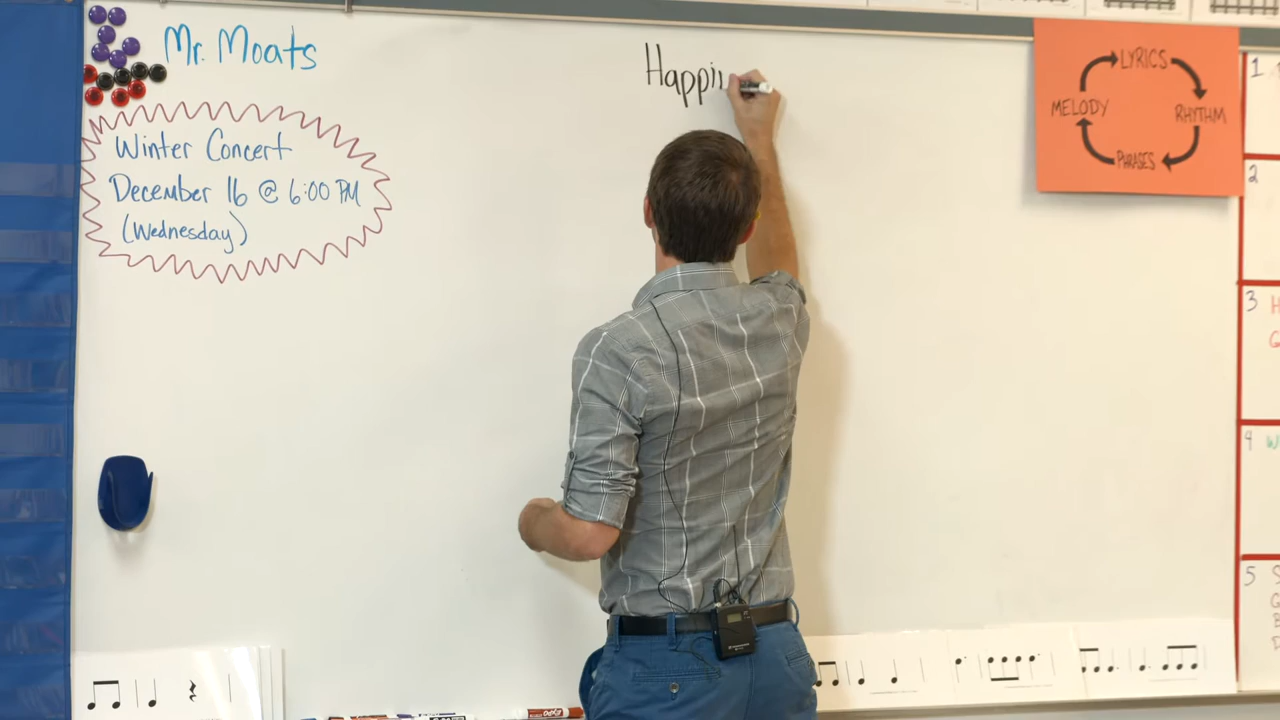 Mr. Moats
Winter Concert
December 16 @ 6:00 PM
(Wednesday)
Happi
LYRICS
MELODY
RHYTHM
PHRASES
1
2
3
4
5
EXPO